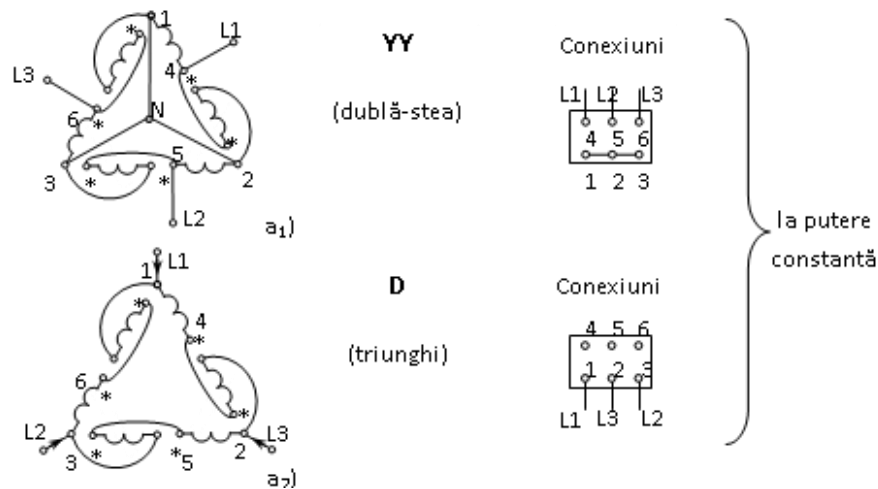 1
*
L1
YY
Conexiuni
L3
4
*
L1 L2 L3
N
(dublă-stea)
6
*
*
4 5 6
5
3
*
*
2
1 2 3
L2
a₁)
la putere
constantă
L1
1
D
Conexiuni
*
4
4 5 6
*
(triunghi)
6
1 2 3
*
*
L2
L3
L1 L3 L2
3
*
*5
2
a₂)